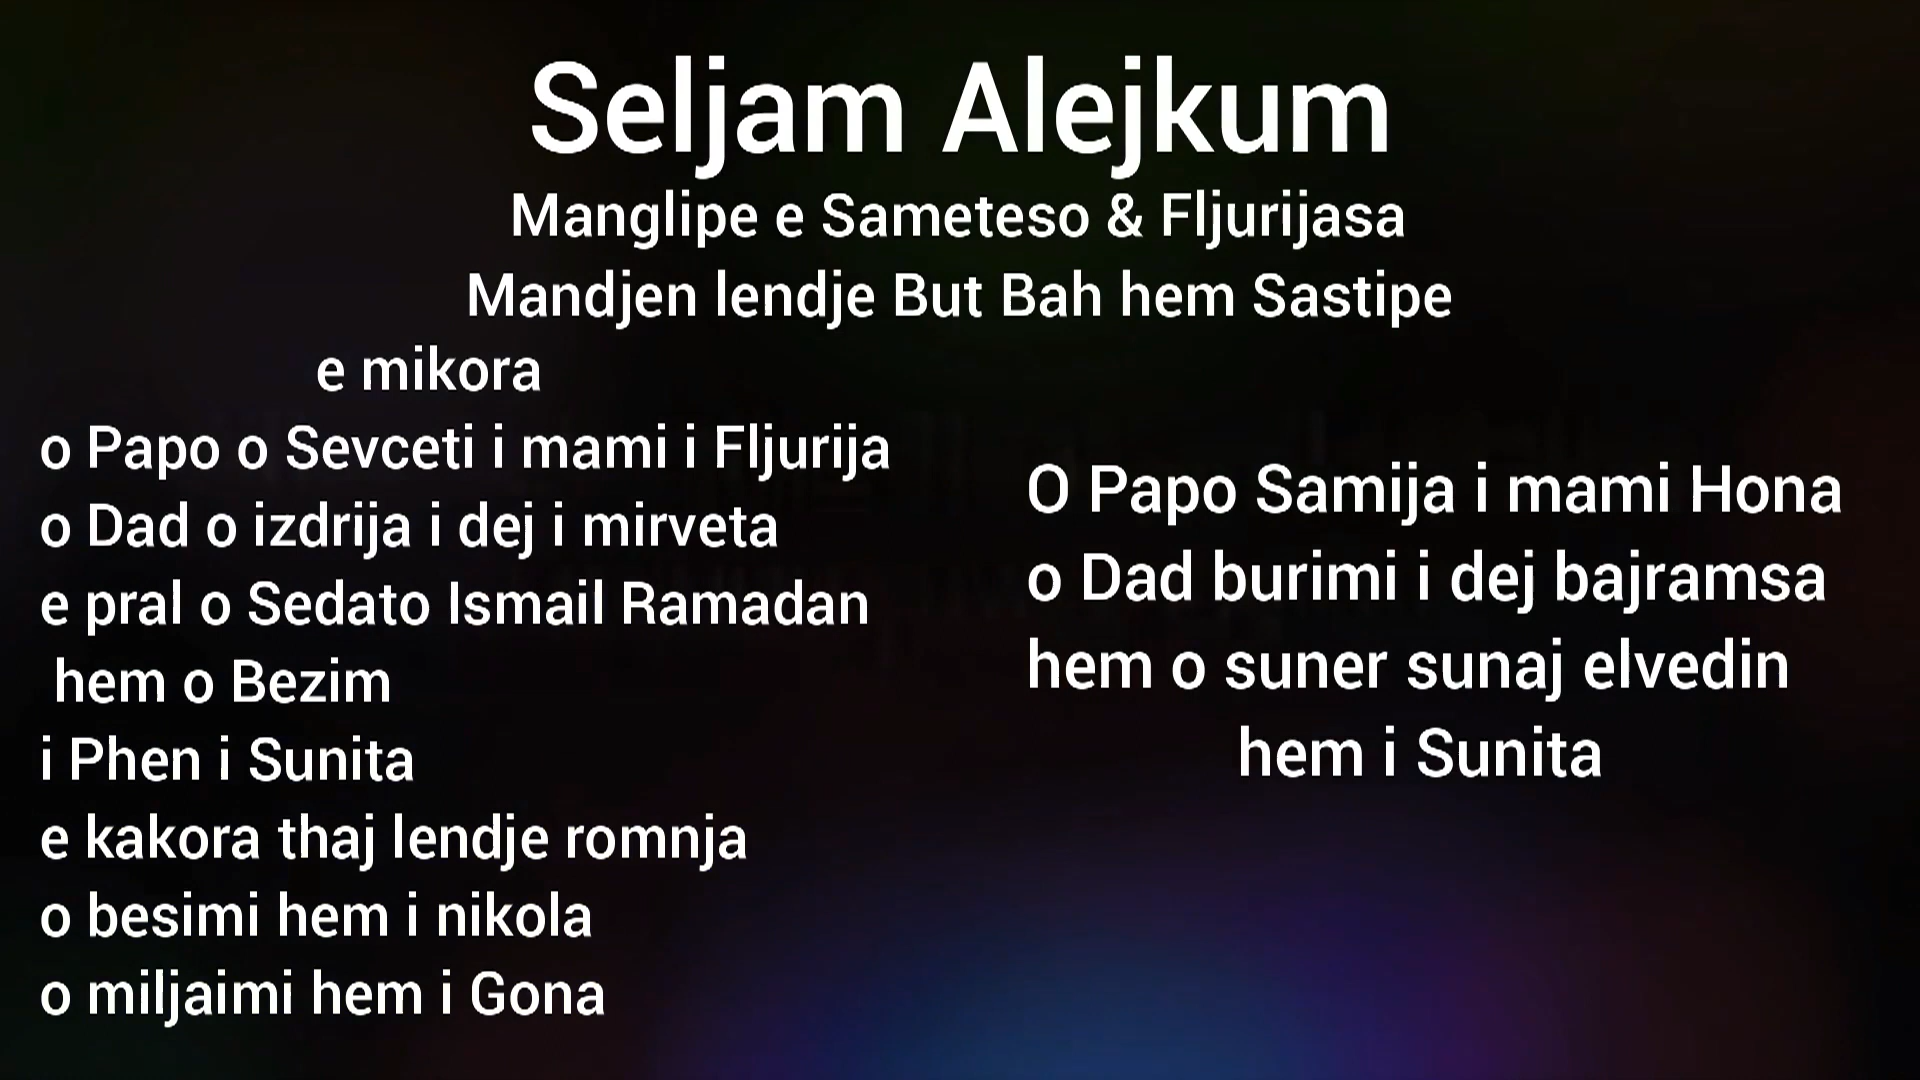 Seljam Alejkum
Manglipe e Sameteso & Fljurijasa
Mandjen lendje But Bah hem Sastipe
e mikora
o Papo o Sevceti i mami i Fljurija
o Dad o izdrija i dej i mirveta
e pral o Sedato Ismail Ramadan
hem o Bezim
i Phen i Sunita
e kakora thaj lendje romnja
o besimi hem i nikola
o miljaimi hem i Gona
O Papo Samija i mami Hona
o Dad burimi i dej bajramsa
hem o suner sunaj elvedin
hem i Sunita